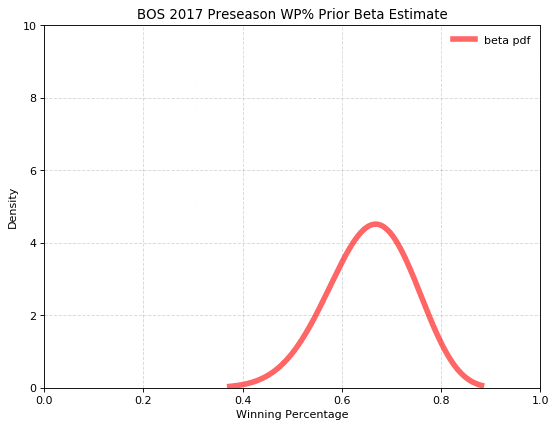 BOS 2017 Preseason WP% Prior Beta Estimate
beta pdf
10
8
6
4
2
0
Density
0.0 0.2 0.4 0.6 0.8 1.0
Winning Percentage